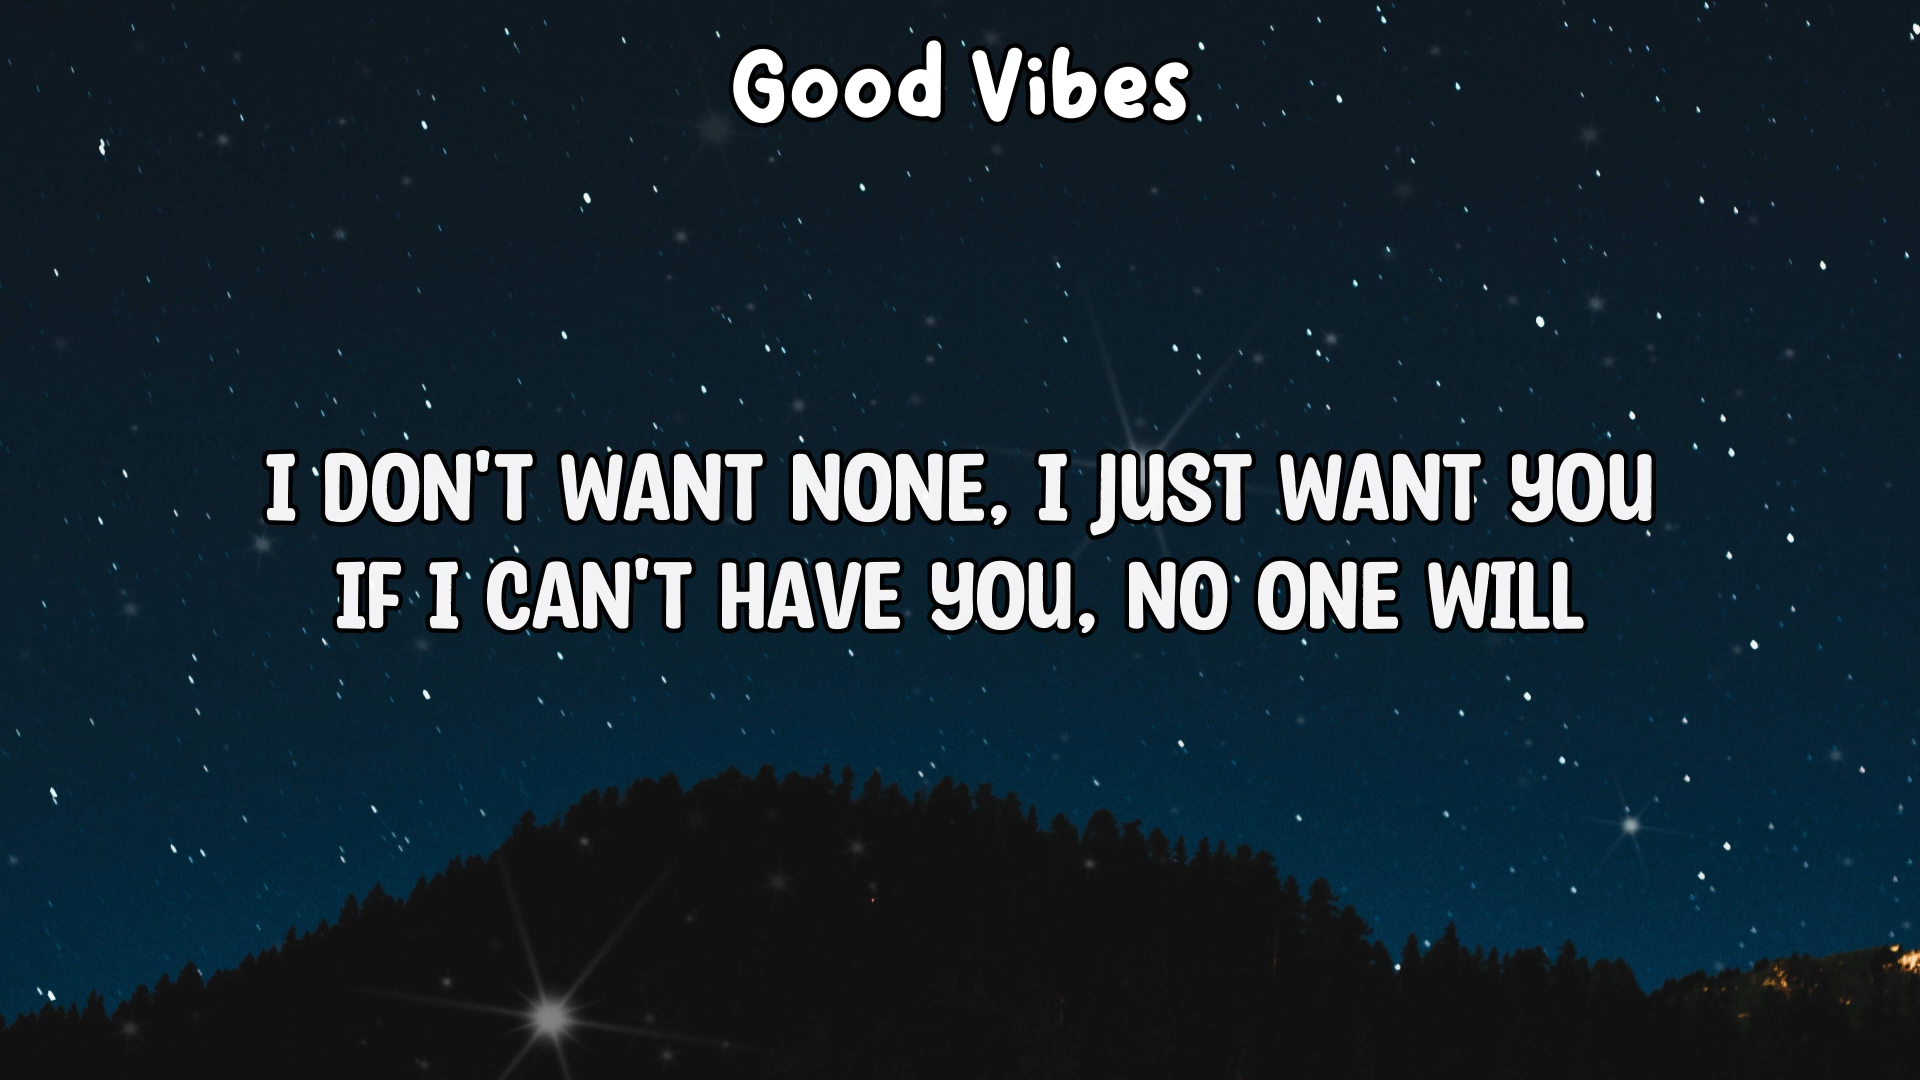 Good Vibes
I DON'T WANT NONE, I JUST WANT YOU
IF I CAN'T HAVE YOU, NO ONE WILL